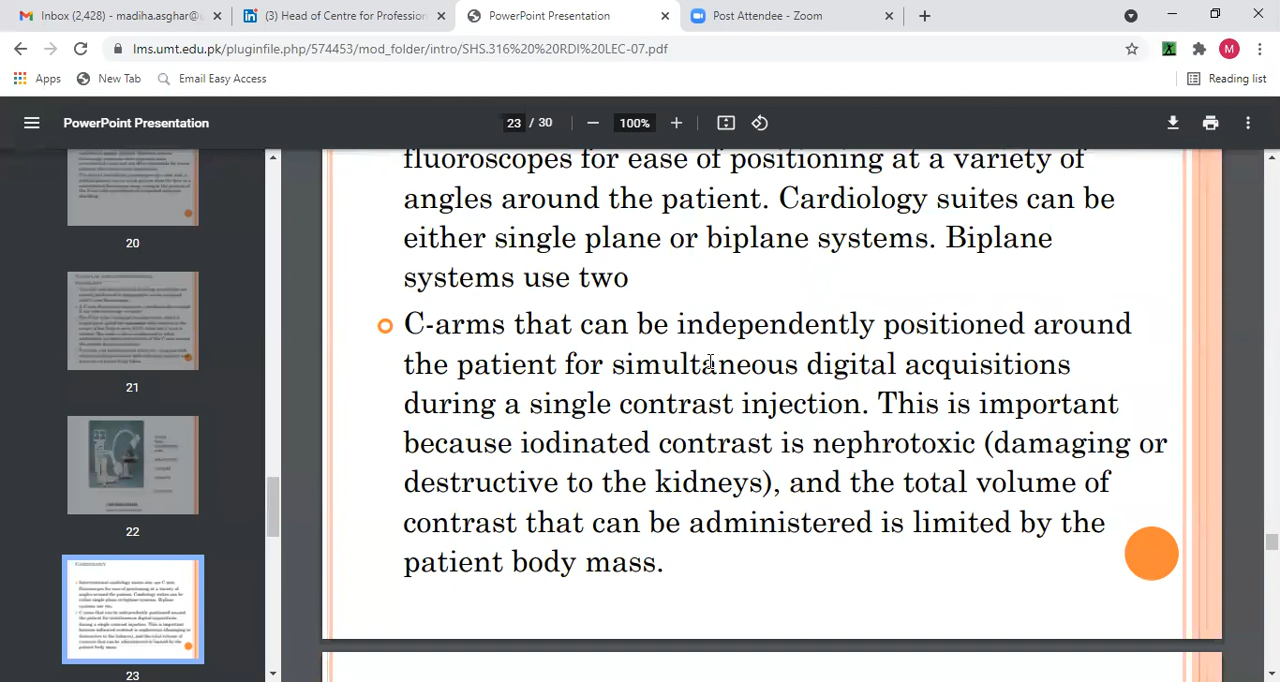 Inbox (2,428) - madiha.asghar@u
(3) Head of Centre for Profession
PowerPoint Presentation
Post Attendee - Zoom
lms.umt.edu.pk/pluginfile.php/574453/mod_folder/intro/SHS.316%20%20RDI%20LEC-07.pdf
M
Apps
New Tab
Email Easy Access
Reading list
PowerPoint Presentation
23 / 30
100%
20
21
22
23
fluoroscopes for ease of positioning at a variety of
angles around the patient. Cardiology suites can be
either single plane or biplane systems. Biplane
systems use two
C-arms that can be independently positioned around
the patient for simultaneous digital acquisitions
during a single contrast injection. This is important
because iodinated contrast is nephrotoxic (damaging or
destructive to the kidneys), and the total volume of
contrast that can be administered is limited by the
patient body mass.